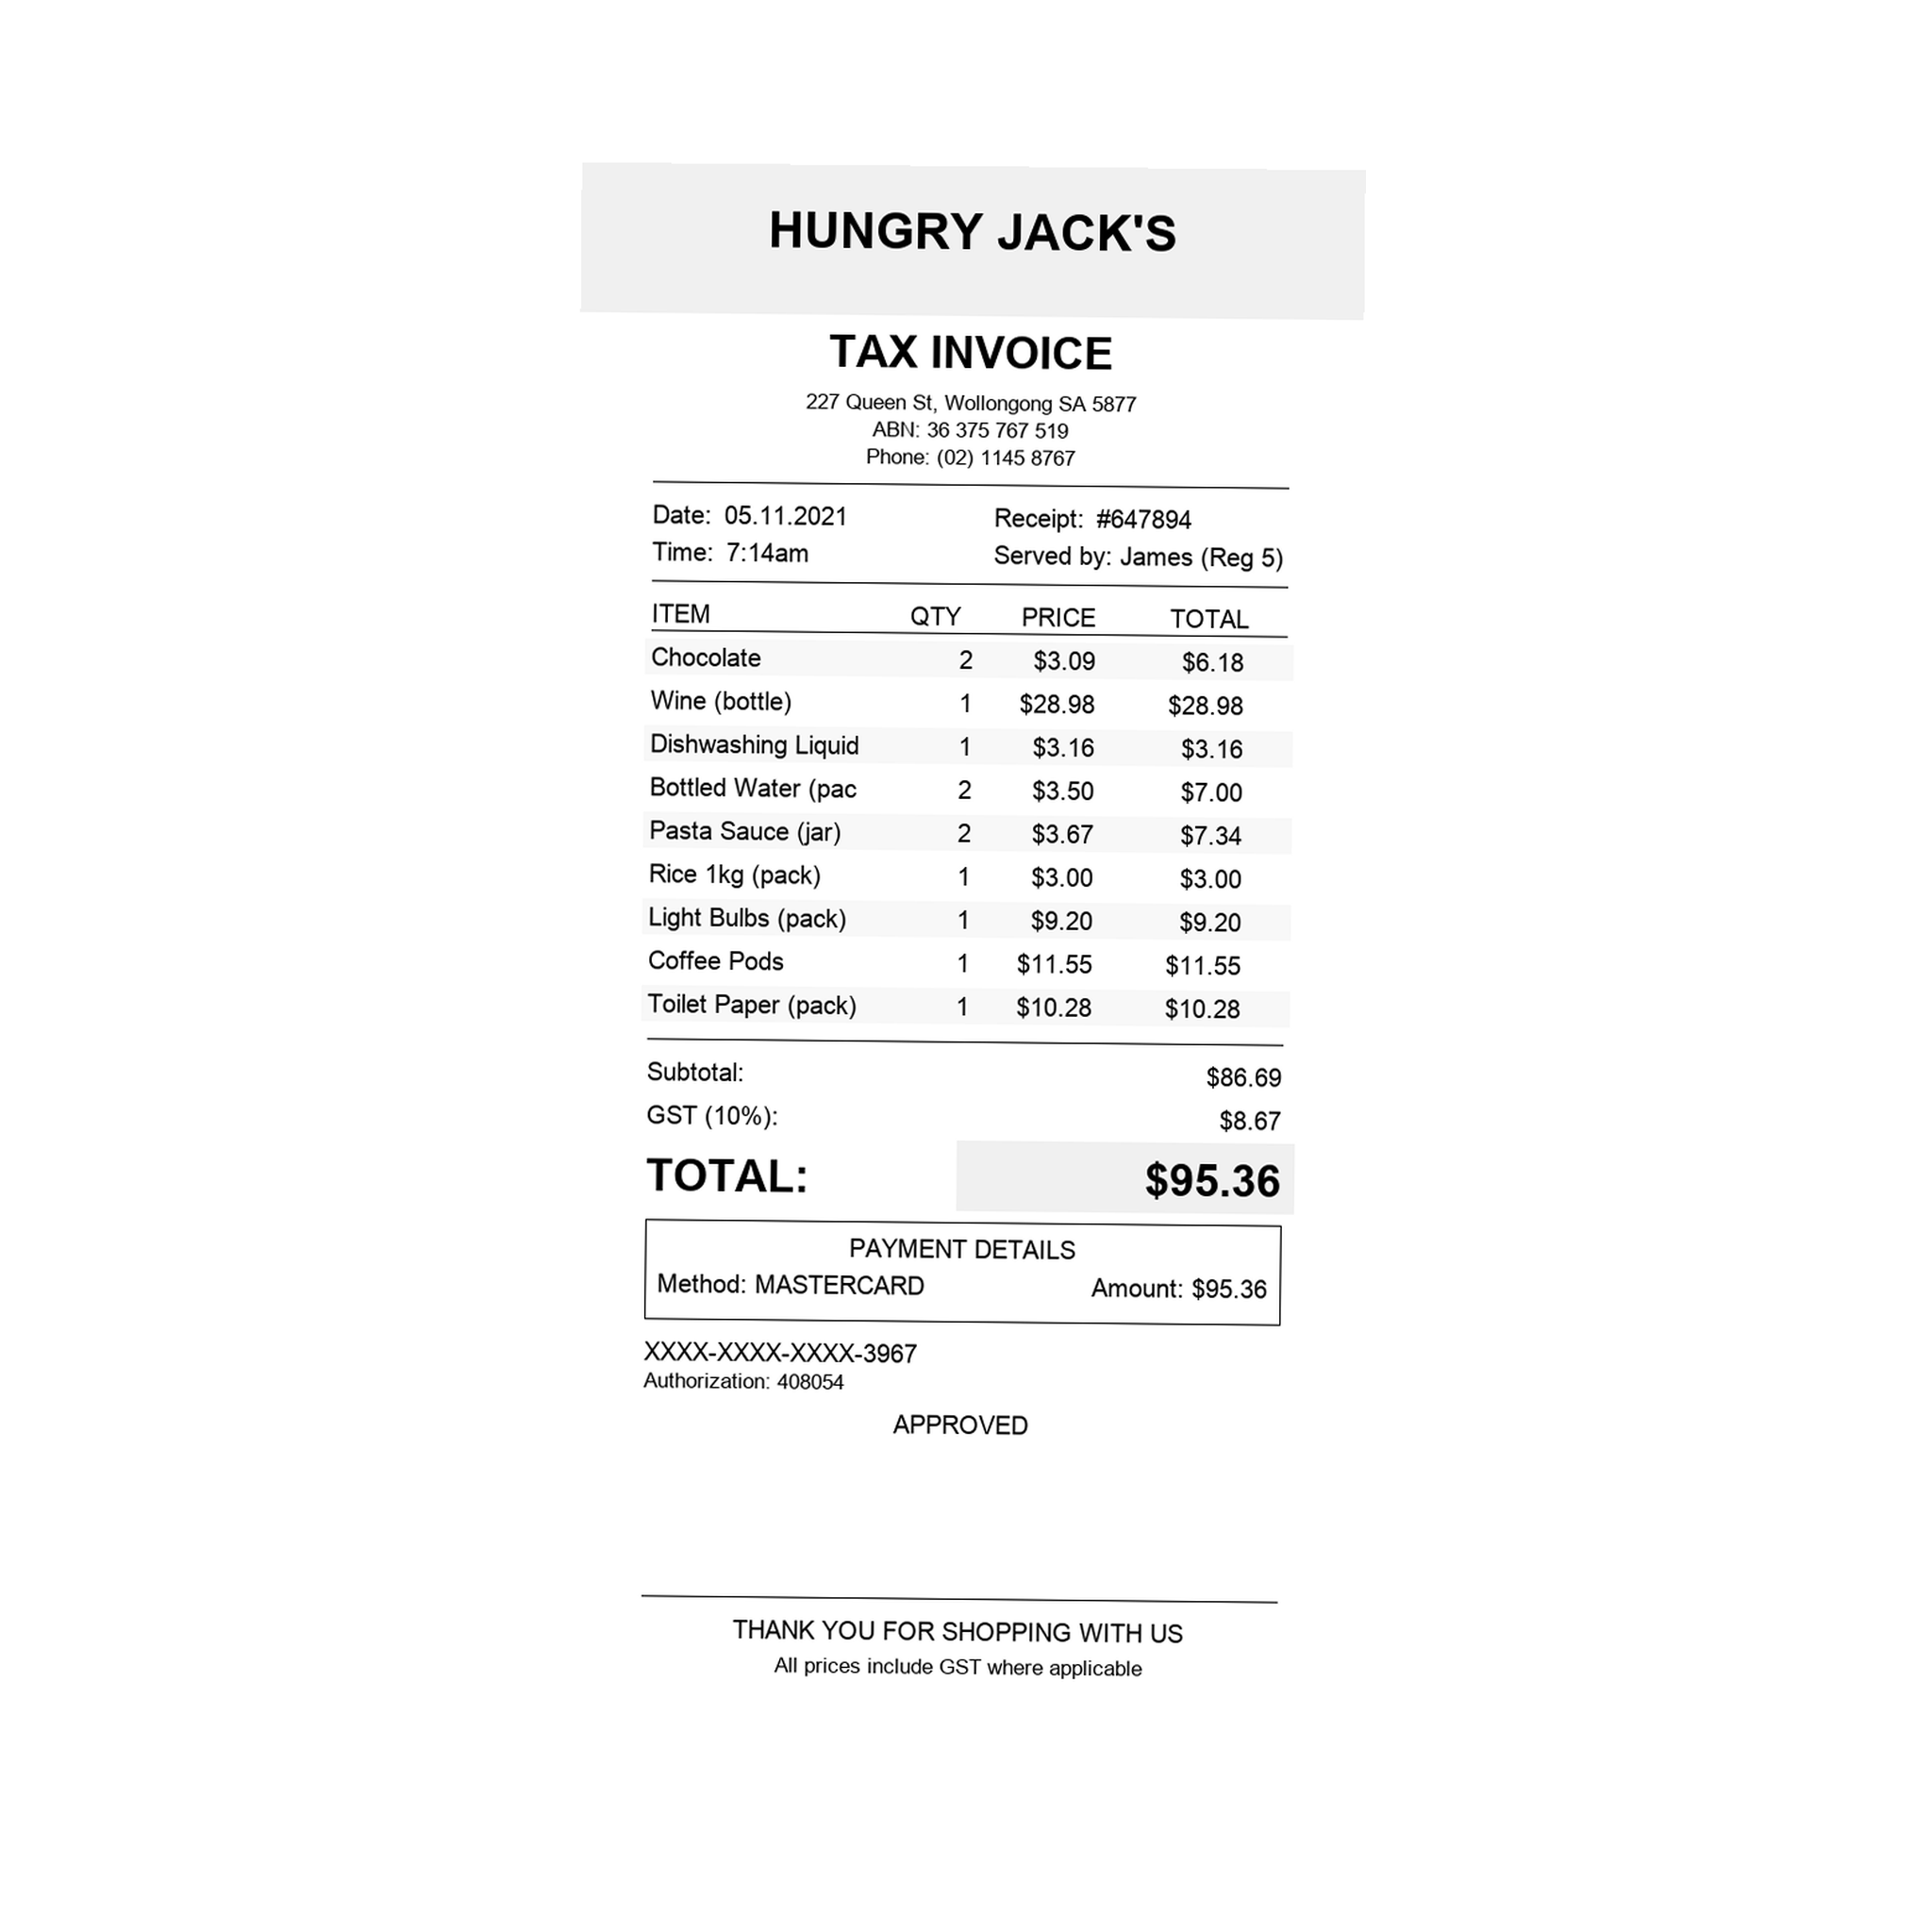 HUNGRY JACK'S
TAX INVOICE
227 Queen St, Wollongong SA 5877
ABN: 36 375 767 519
Phone: (02) 1145 8767
Date: 05.11.2021 Receipt: #647894
Time: 7:14am Served by: James (Reg 5)
ITEM QTY PRICE TOTAL
Chocolate 2 $3.09 $6.18
Wine (bottle) 1 $28.98 $28.98
Dishwashing Liquid 1 $3.16 $3.16
Bottled Water (pac 2 $3.50 $7.00
Pasta Sauce (jar) 2 $3.67 $7.34
Rice 1kg (pack) 1 $3.00 $3.00
Light Bulbs (pack) 1 $9.20 $9.20
Coffee Pods 1 $11.55 $11.55
Toilet Paper (pack) 1 $10.28 $10.28
Subtotal: $86.69
GST (10%): $8.67
TOTAL: $95.36
PAYMENT DETAILS
Method: MASTERCARD Amount: $95.36
XXXX-XXXX-XXXX-3967
Authorization: 408054
APPROVED
THANK YOU FOR SHOPPING WITH US
All prices include GST where applicable